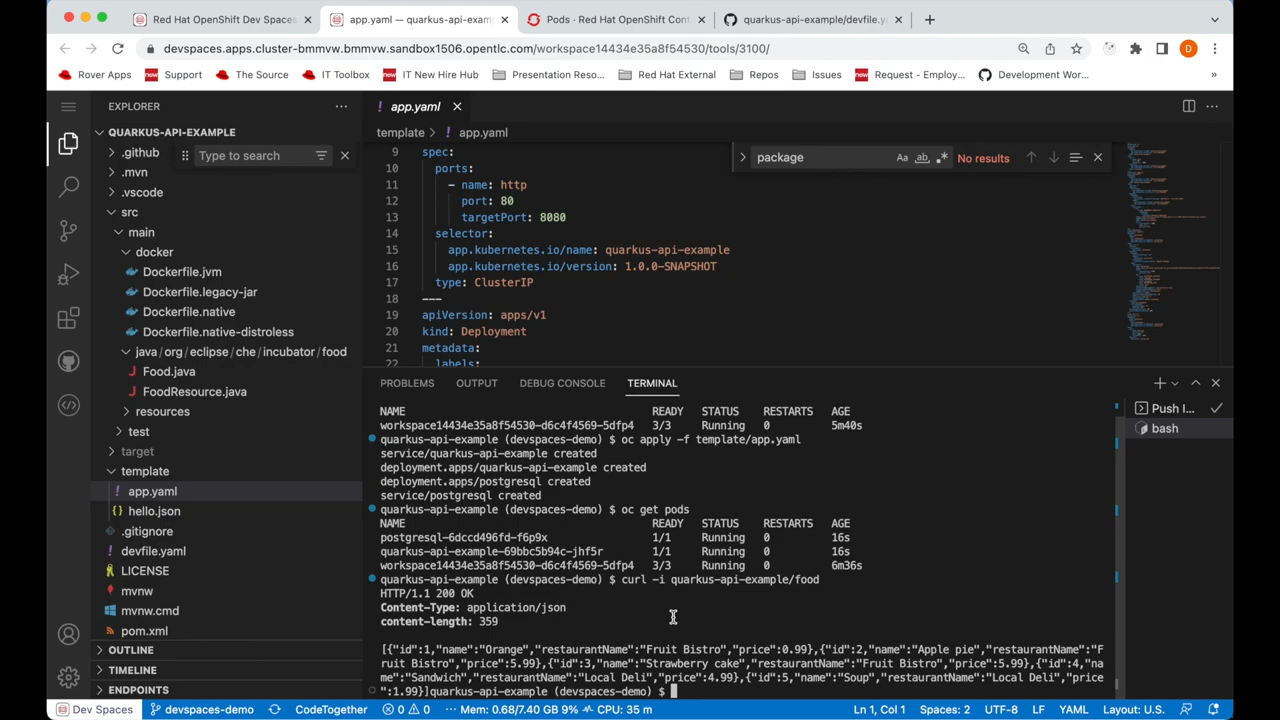 Red Hat OpenShift Dev Spaces
app.yaml — quarkus-api-exam
Pods · Red Hat OpenShift Cont
quarkus-api-example/devfile.y
devspaces.apps.cluster-bmmvw.bmmvw.sandbox1506.opentlc.com/workspace14434e35a8f54530/tools/3100/
D
Rover Apps
new Support
The Source
IT Toolbox
new IT New Hire Hub
Presentation Reso...
Red Hat External
Repos
Issues
new Request - Employ...
Development Wor...
»
EXPLORER
QUARKUS-API-EXAMPLE
.github
Type to search
.mvn
.vscode
src
main
docker
Dockerfile.jvm
Dockerfile.legacy-jar
Dockerfile.native
Dockerfile.native-distroless
java/org/eclipse/che/incubator/food
Food.java
FoodResource.java
resources
test
target
template
app.yaml
hello.json
.gitignore
devfile.yaml
LICENSE
mvnw
mvnw.cmd
pom.xml
OUTLINE
TIMELINE
ENDPOINTS
! app.yaml
template > ! app.yaml
package
Aa
ab
No results
9 spec:
10 ports:
11 - name: http
12 port: 80
13 targetPort: 8080
14 selector:
15 app.kubernetes.io/name: quarkus-api-example
16 app.kubernetes.io/version: 1.0.0-SNAPSHOT
17 type: ClusterIP
18 ---
19 apiVersion: apps/v1
20 kind: Deployment
21 metadata:
22 labels:
PROBLEMS OUTPUT DEBUG CONSOLE TERMINAL
Push I...
bash
NAME READY STATUS RESTARTS AGE
workspace14434e35a8f54530-d6c4f4569-5dfp4 3/3 Running 0 5m40s
quarkus-api-example (devspaces-demo) $ oc apply -f template/app.yaml
service/quarkus-api-example created
deployment.apps/quarkus-api-example created
deployment.apps/postgresql created
service/postgresql created
quarkus-api-example (devspaces-demo) $ oc get pods
NAME READY STATUS RESTARTS AGE
postgresql-6dccd496fd-f6p9x 1/1 Running 0 16s
quarkus-api-example-69bbc5b94c-jhf5r 1/1 Running 0 16s
workspace14434e35a8f54530-d6c4f4569-5dfp4 3/3 Running 0 6m36s
quarkus-api-example (devspaces-demo) $ curl -i quarkus-api-example/food
HTTP/1.1 200 OK
Content-Type: application/json
content-length: 359
[{"id":1,"name":"Orange","restaurantName":"Fruit Bistro","price":0.99},{"id":2,"name":"Apple pie","restaurantName":"F
ruit Bistro","price":5.99},{"id":3,"name":"Strawberry cake","restaurantName":"Fruit Bistro","price":5.99},{"id":4,"na
me":"Sandwich","restaurantName":"Local Deli","price":4.99},{"id":5,"name":"Soup","restaurantName":"Local Deli","price
":1.99}]quarkus-api-example (devspaces-demo) $
Dev Spaces
devspaces-demo
CodeTogether
0
0
Mem: 0.68/7.40 GB 9%
CPU: 35 m
Ln 1, Col 1
Spaces: 2
UTF-8
LF
YAML
Layout: U.S.